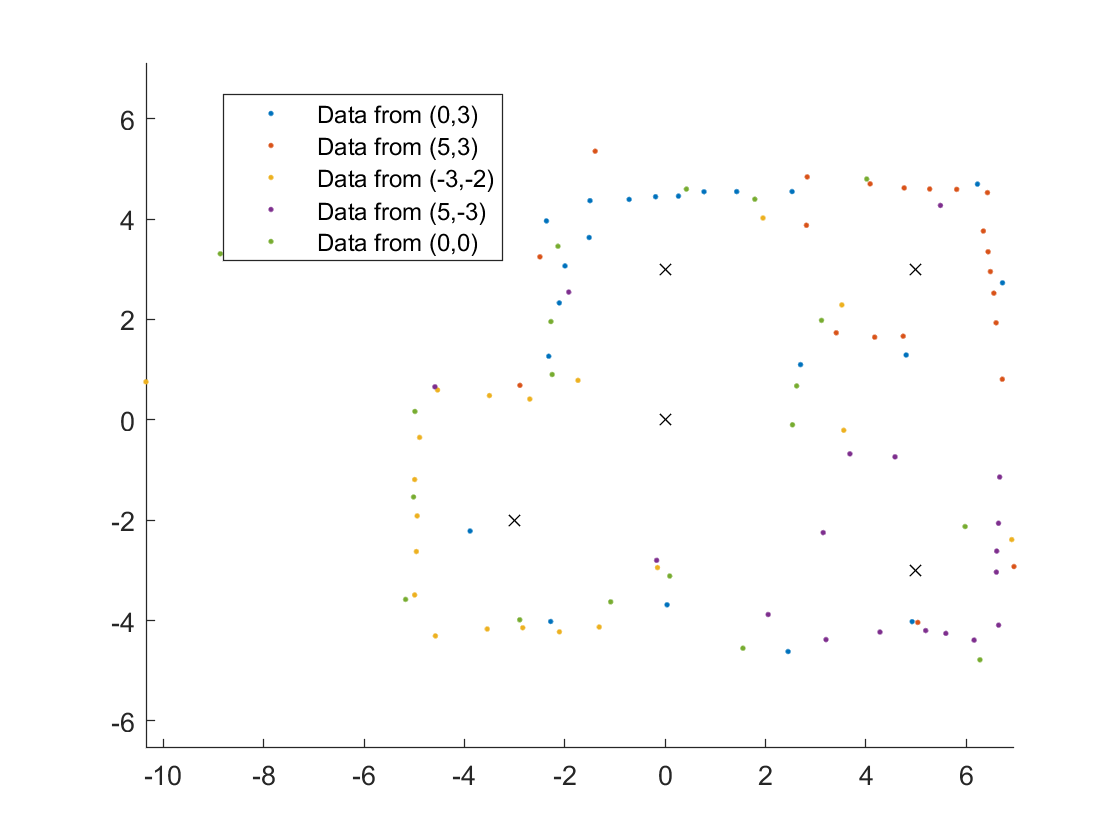 6
Data from (0,3)
Data from (5,3)
Data from (-3,-2)
Data from (5,-3)
Data from (0,0)
4
2
0
-2
-4
-6
-10 -8 -6 -4 -2 0 2 4 6